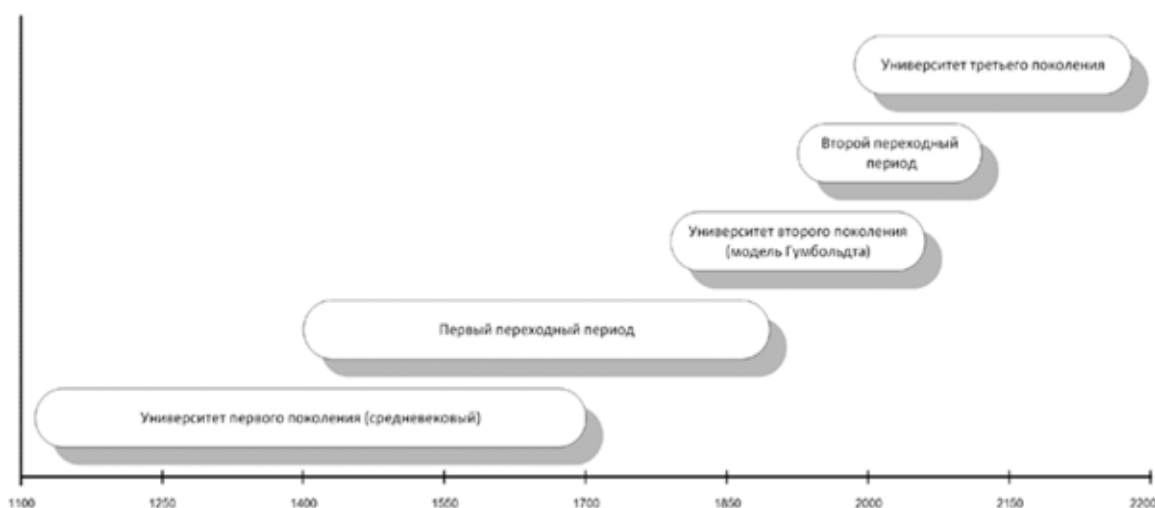 Университет третьего поколения
Второй переходный
период
Университет второго поколения
(модель Гумбольдта)
Первый переходный период
Университет первого поколения (средневековый)
1100 1250 1400 1550 1700 1850 2000 2150 2200